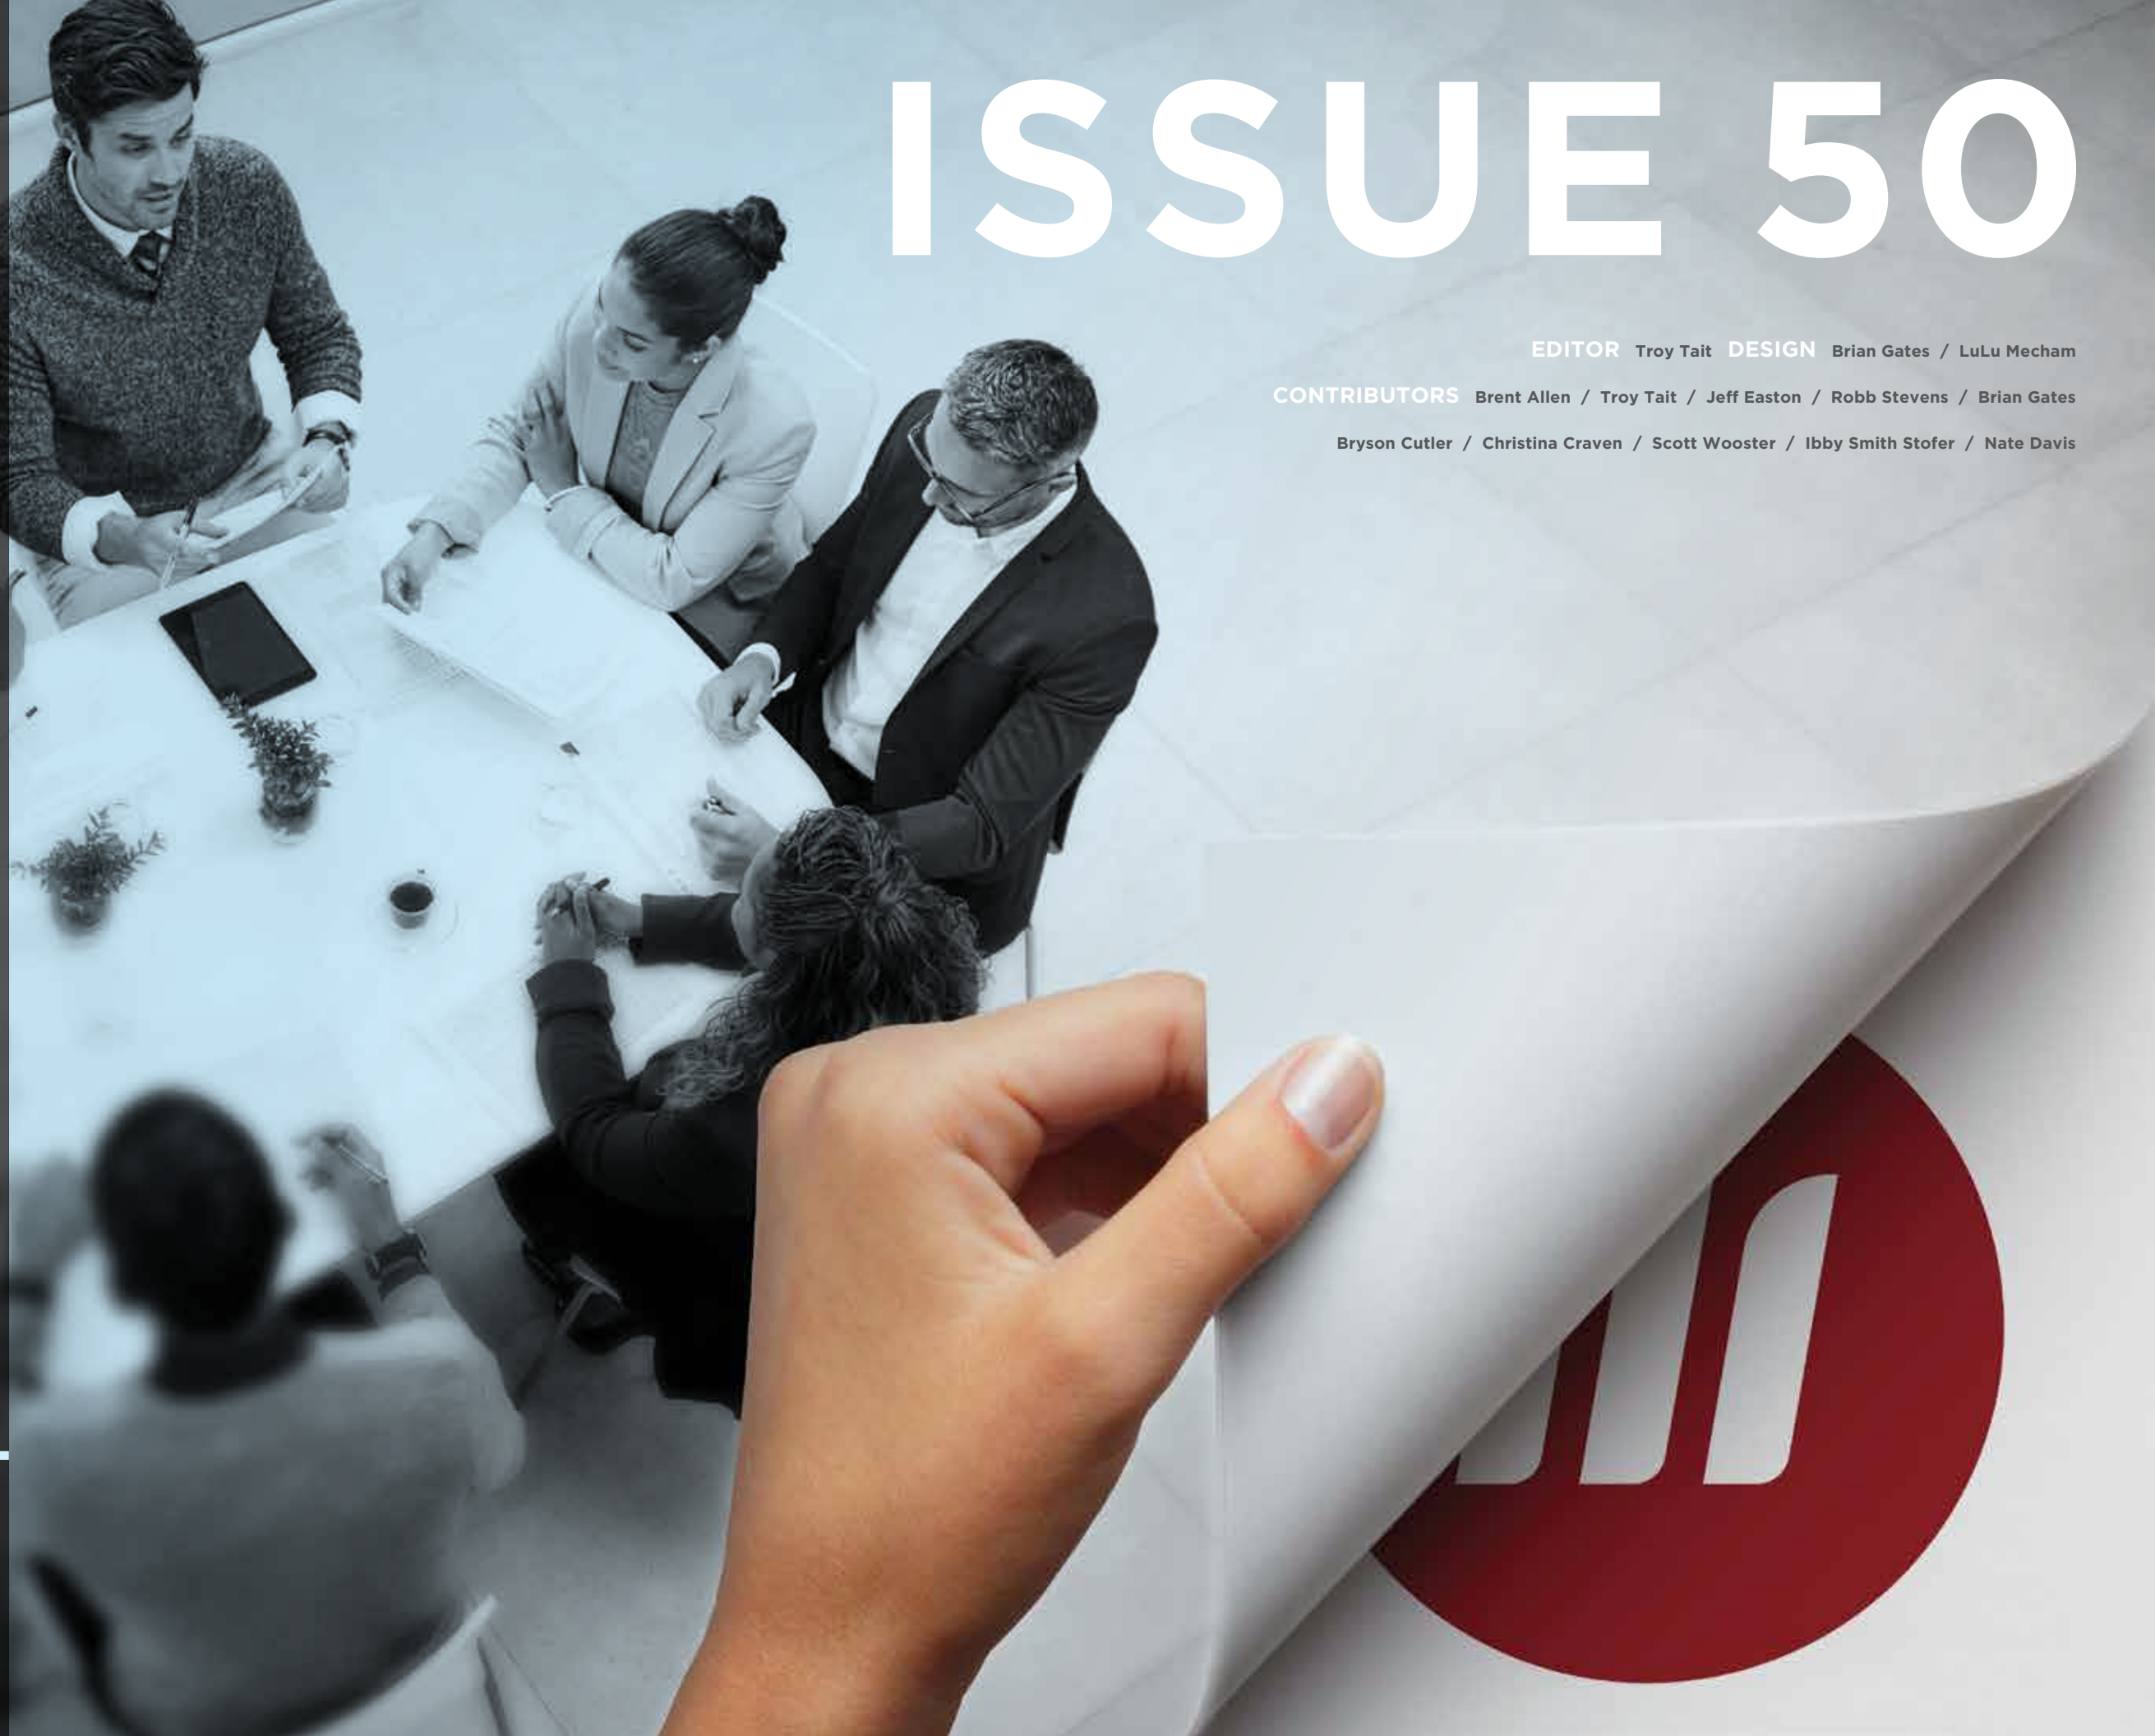 ISSUE 50
EDITOR Troy Tait DESIGN Brian Gates / LuLu Mecham
CONTRIBUTORS Brent Allen / Troy Tait / Jeff Easton / Robb Stevens / Brian Gates
Bryson Cutler / Christina Craven / Scott Wooster / Ibby Smith Stofer / Nate Davis